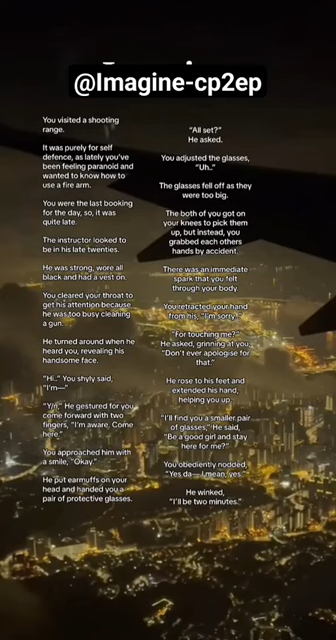 @Imagine-cp2ep
You visited a shooting
range.
It was purely for self
defence, as lately you've
been feeling paranoid and
wanted to know how to
use a fire arm.
You were the last booking
for the day, so, it was
quite late.
The instructor looked to
be in his late twenties.
He was strong, wore all
black and had a vest on.
You cleared your throat to
get his attention because
he was too busy cleaning
a gun.
He turned around when he
heard you, revealing his
handsome face.
"Hi.." You shyly said,
"I'm—"
"Y/n," He gestured for you
come forward with two
fingers, "I'm aware. Come
here."
You approached him with
a smile, "Okay."
He put earmuffs on your
head and handed you a
pair of protective glasses.
"All set?"
He asked.
You adjusted the glasses,
"Uh.."
The glasses fell off as they
were too big.
The both of you got on
your knees to pick them
up, but instead, you
grabbed each others
hands by accident.
There was an immediate
spark that you felt
through your body.
You retracted your hand
from his, "I'm sorry."
"For touching me?"
He asked, grinning at you,
"Don't ever apologise for
that."
He rose to his feet and
extended his hand,
helping you up.
"I'll find you a smaller pair
of glasses," He said,
"Be a good girl and stay
here for me?"
You obediently nodded,
"Yes da— I mean, yes."
He winked,
"I'll be two minutes."